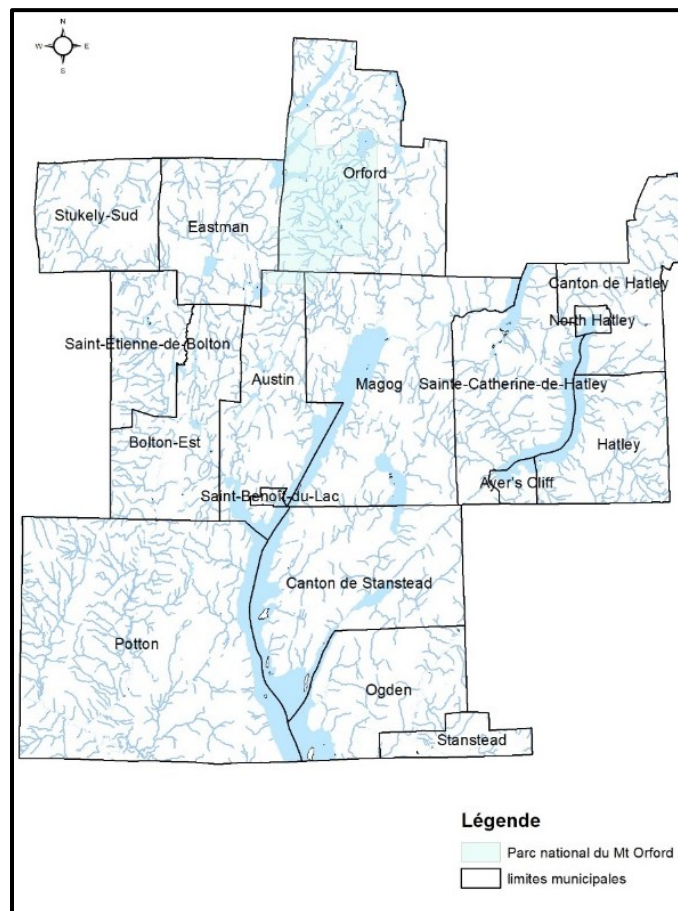 N
W E
S
Orford
Stukely-Sud
Eastman
Canton de Hatley
North Hatley
Saint-Etienne-de-Bolton
Austin
Magog
Sainte-Catherine-de-Hatley
Bolton-Est
Hatley
Ayer's Cliff
Saint-Benoît-du-Lac
Canton de Stanstead
Potton
Ogden
Stanstead
Légende
Parc national du Mt Orford
limites municipales